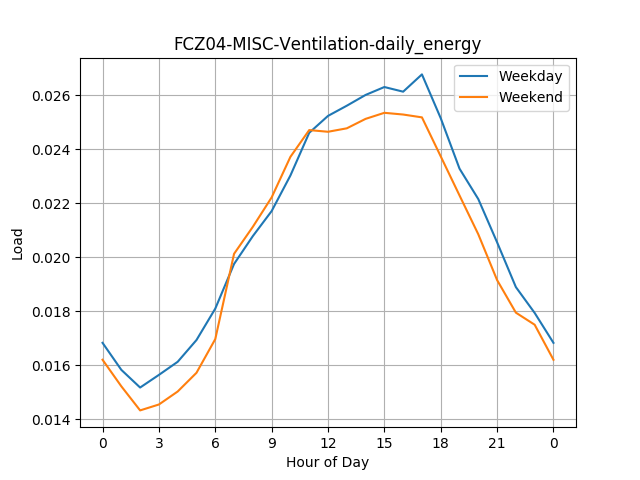 FCZ04-MISC-Ventilation-daily_energy
Weekday
Weekend
0.026
0.024
0.022
0.020
0.018
0.016
0.014
Load
0 3 6 9 12 15 18 21 0
Hour of Day